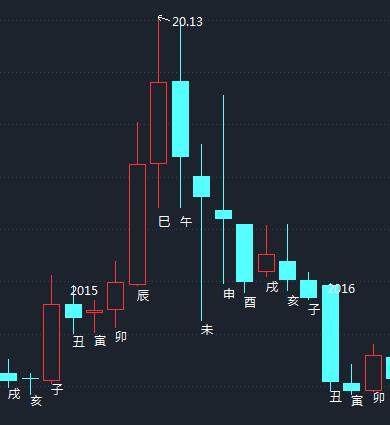 20.13
巳 午
2015
辰 申 戌 2016
酉 亥
子
丑 寅 卯 未
戌 亥 子 丑 寅 卯